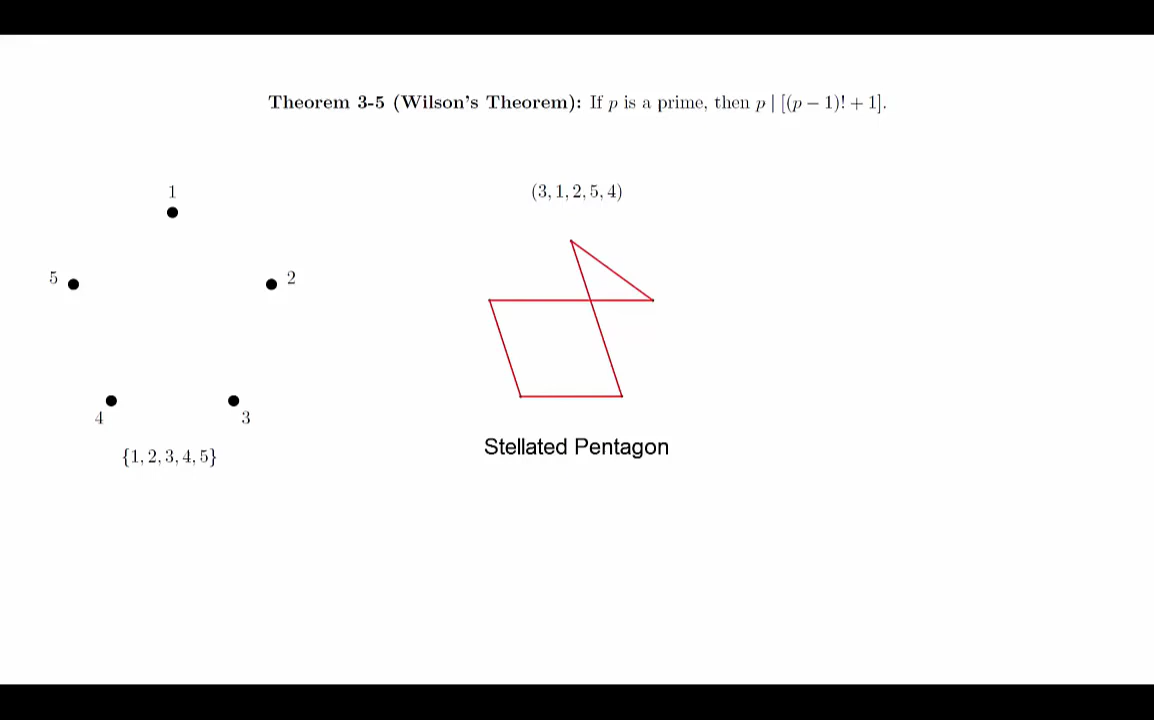 Theorem 3-5 (Wilson's Theorem): If p is a prime, then p | [(p − 1)! + 1].
1
(3, 1, 2, 5, 4)
5
2
4
3
Stellated Pentagon
{1, 2, 3, 4, 5}